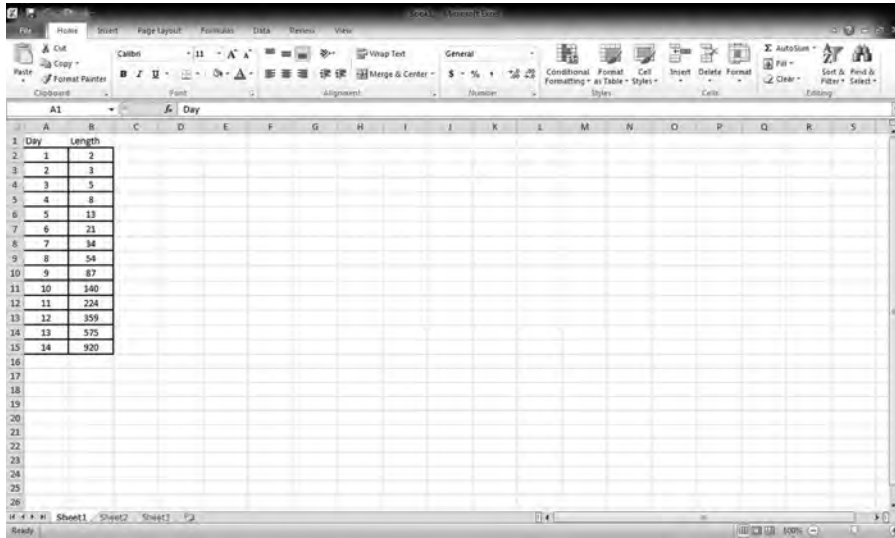 Microsoft Excel
File Home Insert Page Layout Formulas Data Review View
Cut
Copy
Format Painter
Paste
Clipboard
Calibri 11
B I U
Font
Wrap Text
Merge & Center
Alignment
General
$ % ,
Number
Conditional Formatting
Format as Table
Cell Styles
Styles
Insert Delete Format
Cells
Σ AutoSum
Fill
Clear
Sort & Filter
Find & Select
Editing
A1 fx Day
A B C D E F G H I J K L M N O P Q R S
1 Day Length
2 1 2
3 2 3
4 3 5
5 4 8
6 5 13
7 6 21
8 7 34
9 8 54
10 9 87
11 10 140
12 11 224
13 12 359
14 13 575
15 14 920
16
17
18
19
20
21
22
23
24
25
26
Sheet1 Sheet2 Sheet3
Ready 100%